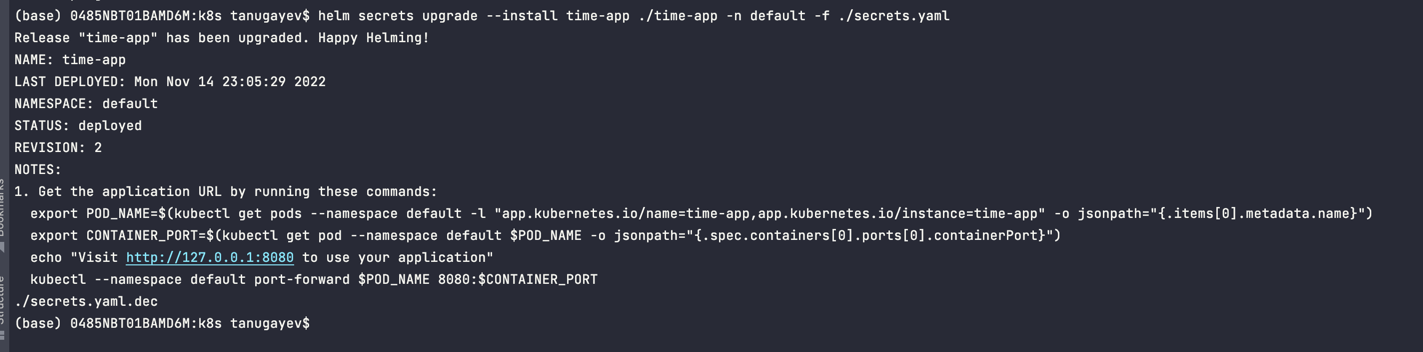 (base) 0485NBT01BAMD6M:k8s tanugayev$ helm secrets upgrade --install time-app ./time-app -n default -f ./secrets.yaml
Release "time-app" has been upgraded. Happy Helming!
NAME: time-app
LAST DEPLOYED: Mon Nov 14 23:05:29 2022
NAMESPACE: default
STATUS: deployed
REVISION: 2
NOTES:
1. Get the application URL by running these commands:
  export POD_NAME=$(kubectl get pods --namespace default -l "app.kubernetes.io/name=time-app,app.kubernetes.io/instance=time-app" -o jsonpath="{.items[0].metadata.name}")
  export CONTAINER_PORT=$(kubectl get pod --namespace default $POD_NAME -o jsonpath="{.spec.containers[0].ports[0].containerPort}")
  echo "Visit http://127.0.0.1:8080 to use your application"
  kubectl --namespace default port-forward $POD_NAME 8080:$CONTAINER_PORT
./secrets.yaml.dec
(base) 0485NBT01BAMD6M:k8s tanugayev$